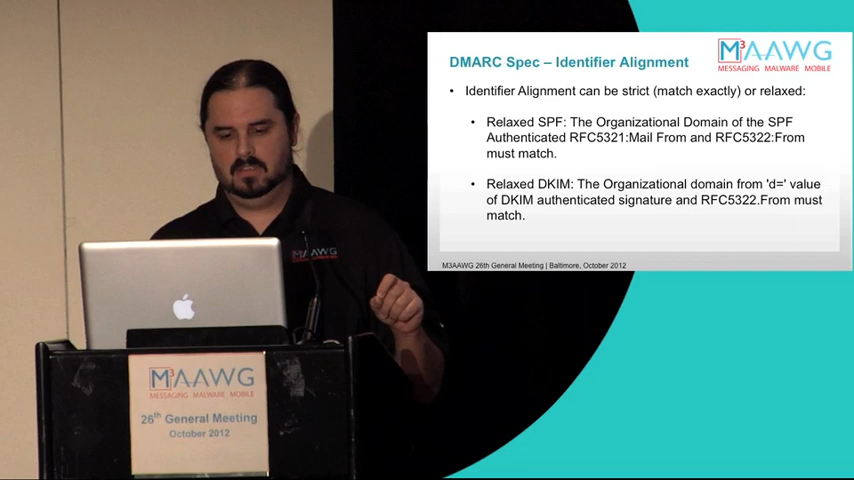 DMARC Spec – Identifier Alignment
M3AAWG
MESSAGING MALWARE MOBILE
• Identifier Alignment can be strict (match exactly) or relaxed:
• Relaxed SPF: The Organizational Domain of the SPF
Authenticated RFC5321:Mail From and RFC5322:From
must match.
• Relaxed DKIM: The Organizational domain from 'd=' value
of DKIM authenticated signature and RFC5322.From must
match.
M3AAWG 26th General Meeting | Baltimore, October 2012
M3AAWG
M3AAWG
MESSAGING MALWARE MOBILE
26th General Meeting
October 2012